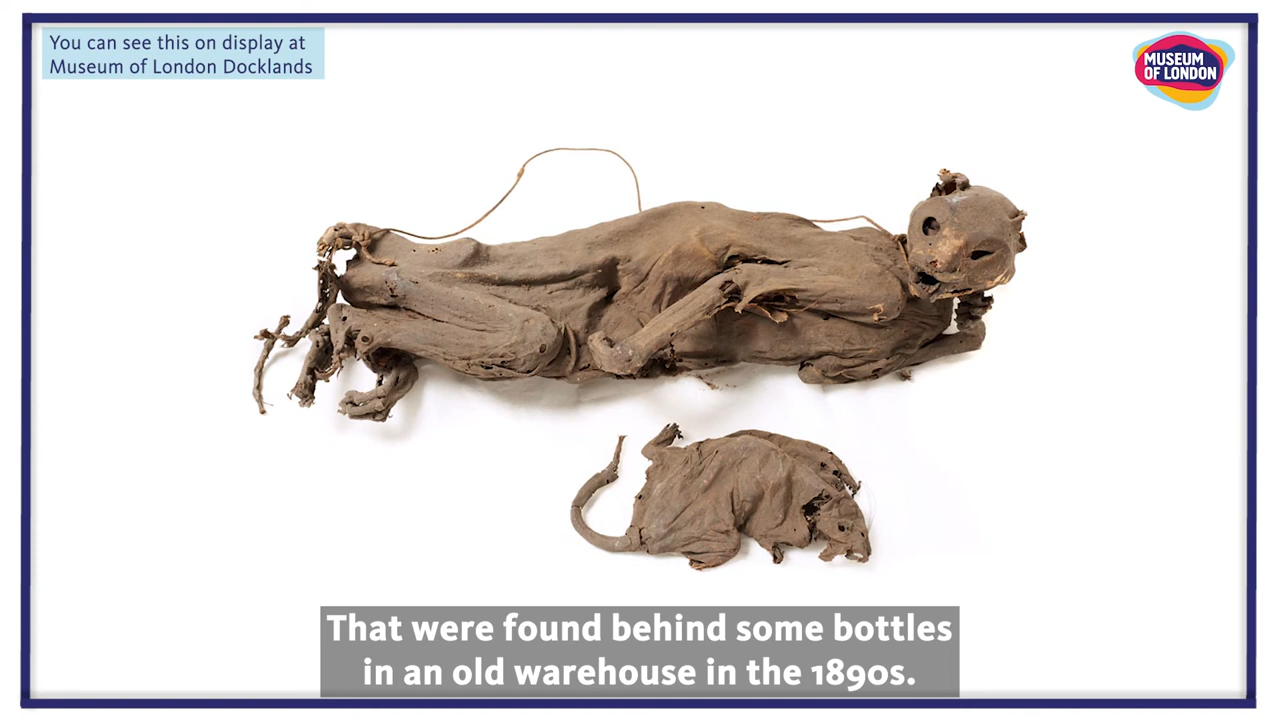 You can see this on display at
Museum of London Docklands
MUSEUM
OF LONDON
That were found behind some bottles
in an old warehouse in the 1890s.